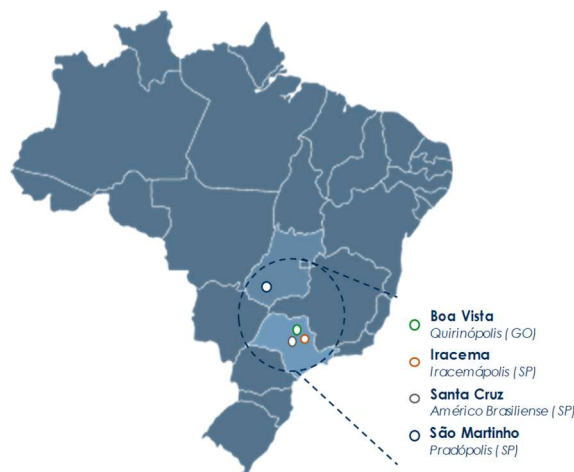 Boa Vista
Quirinópolis (GO)
Iracema
Iracemápolis (SP)
Santa Cruz
Américo Brasiliense (SP)
São Martinho
Pradópolis (SP)